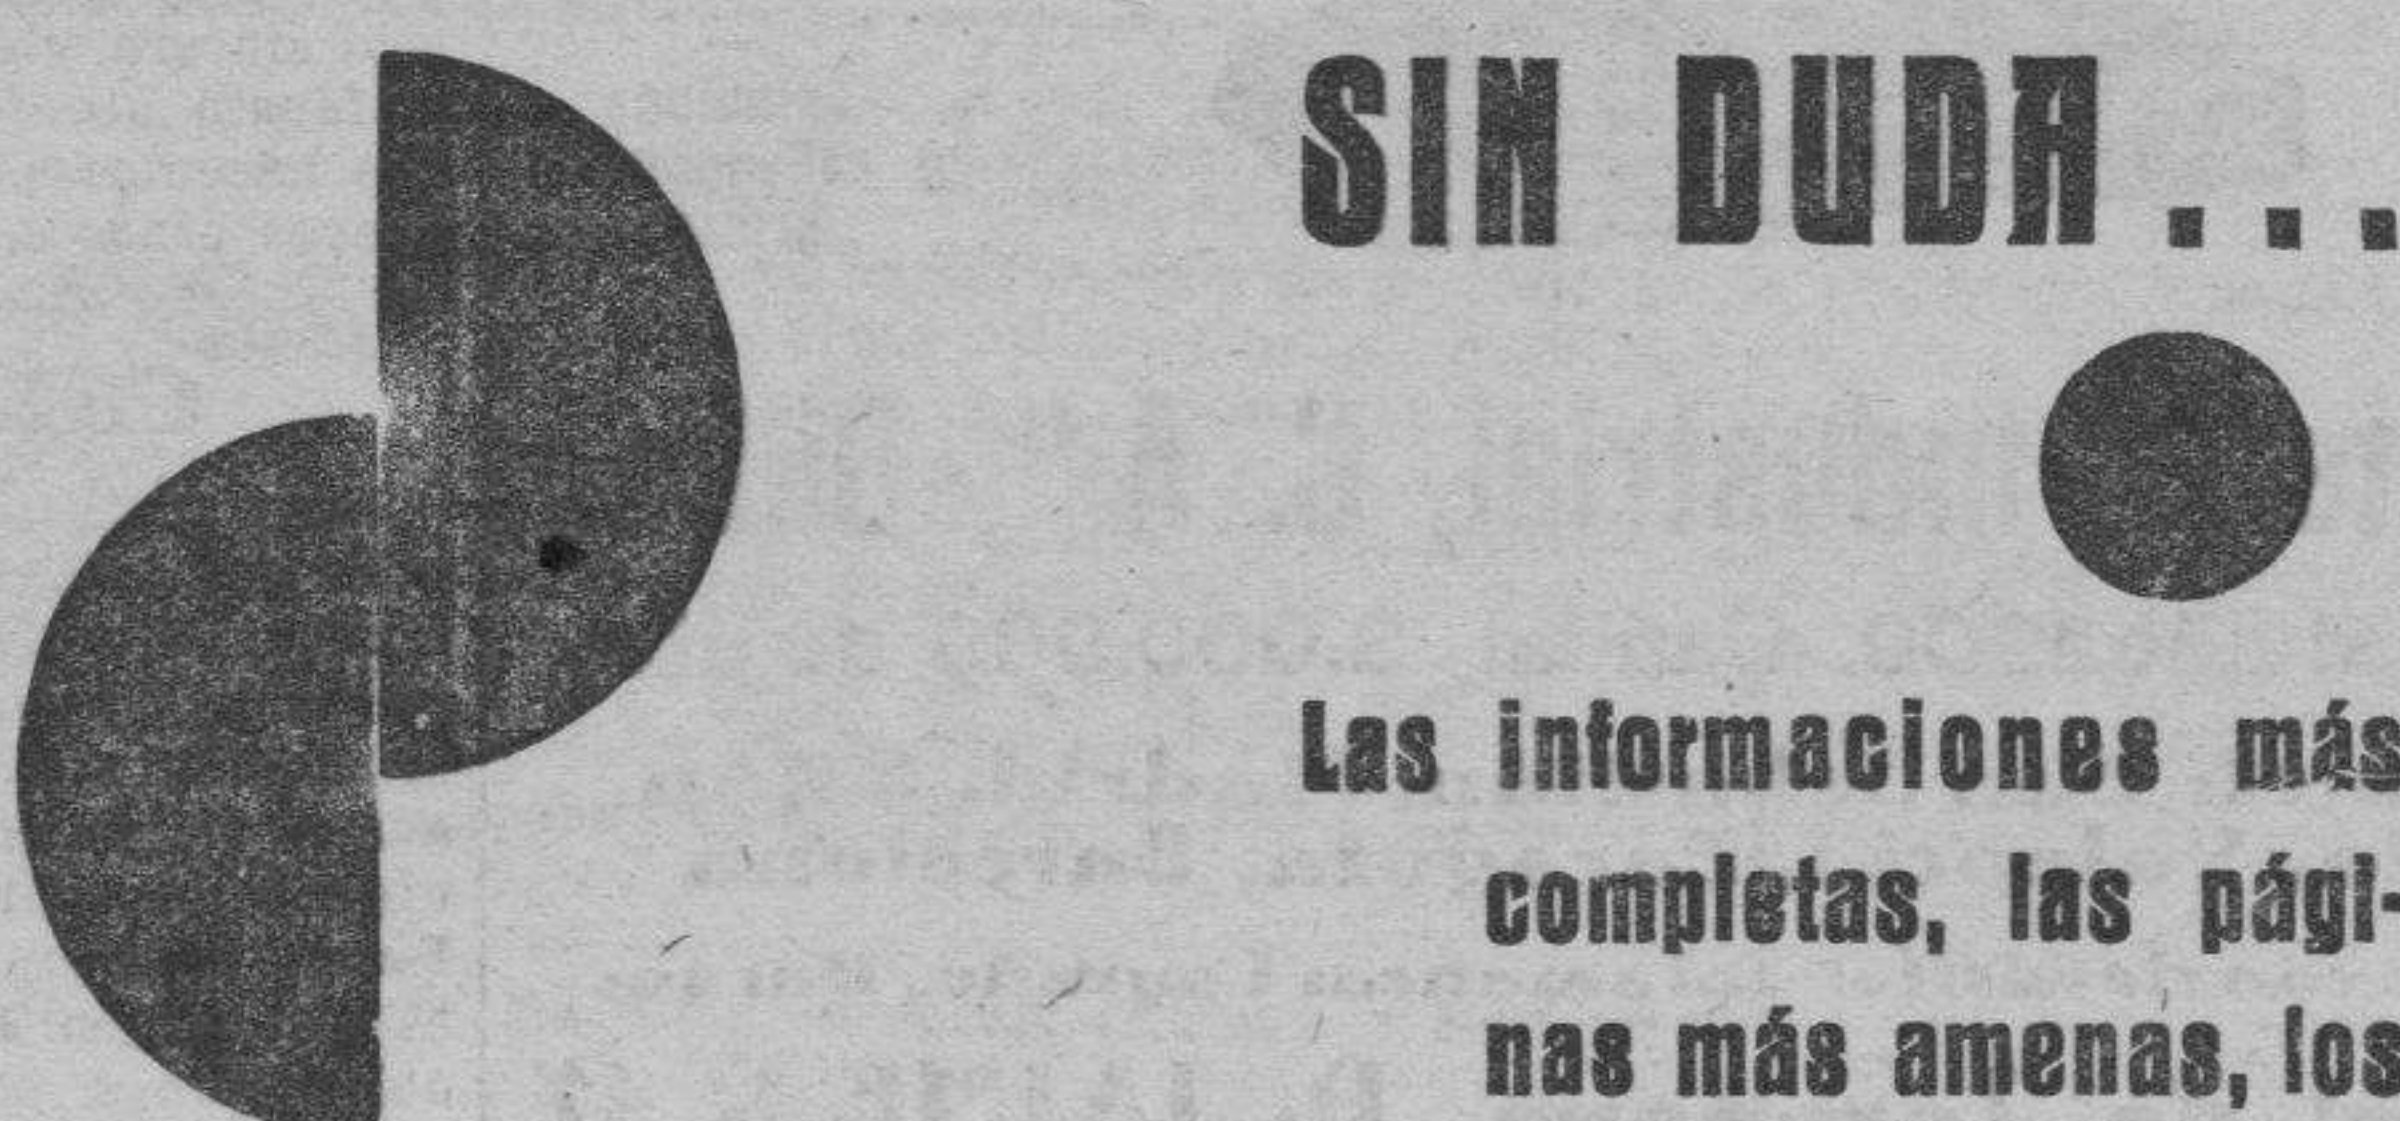 SIN DUDA...
Las informaciones más
completas, las pági-
nas más amenas, los